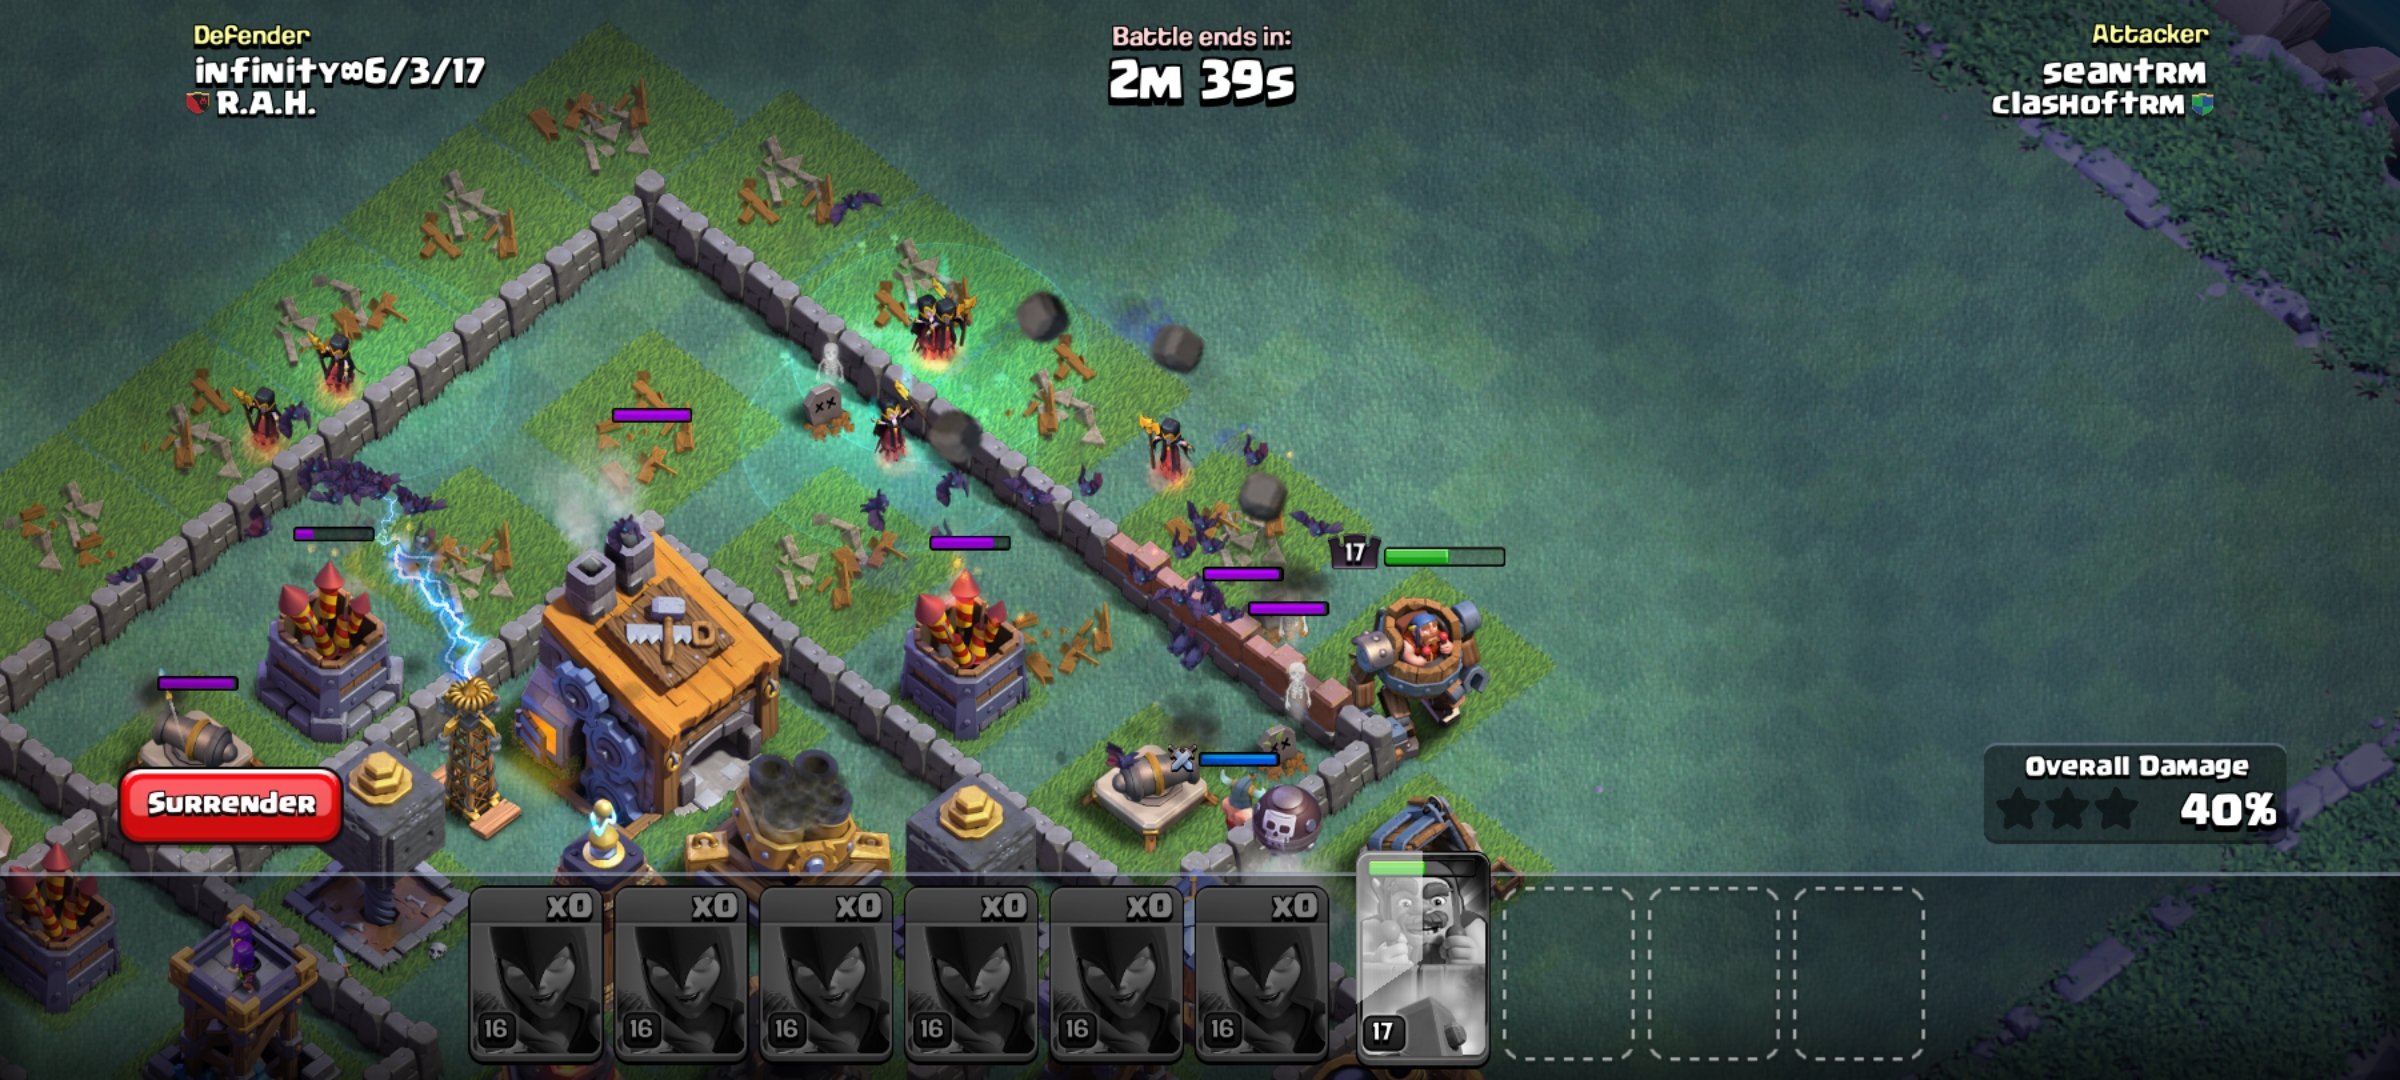 Defender
infinity∞6/3/17
R.A.H.
Battle ends in:
2M 39s
Attacker
seantRM
clashoftRM
17
Surrender
Overall Damage
40%
x0
x0
x0
x0
x0
x0
16
16
16
16
16
16
17